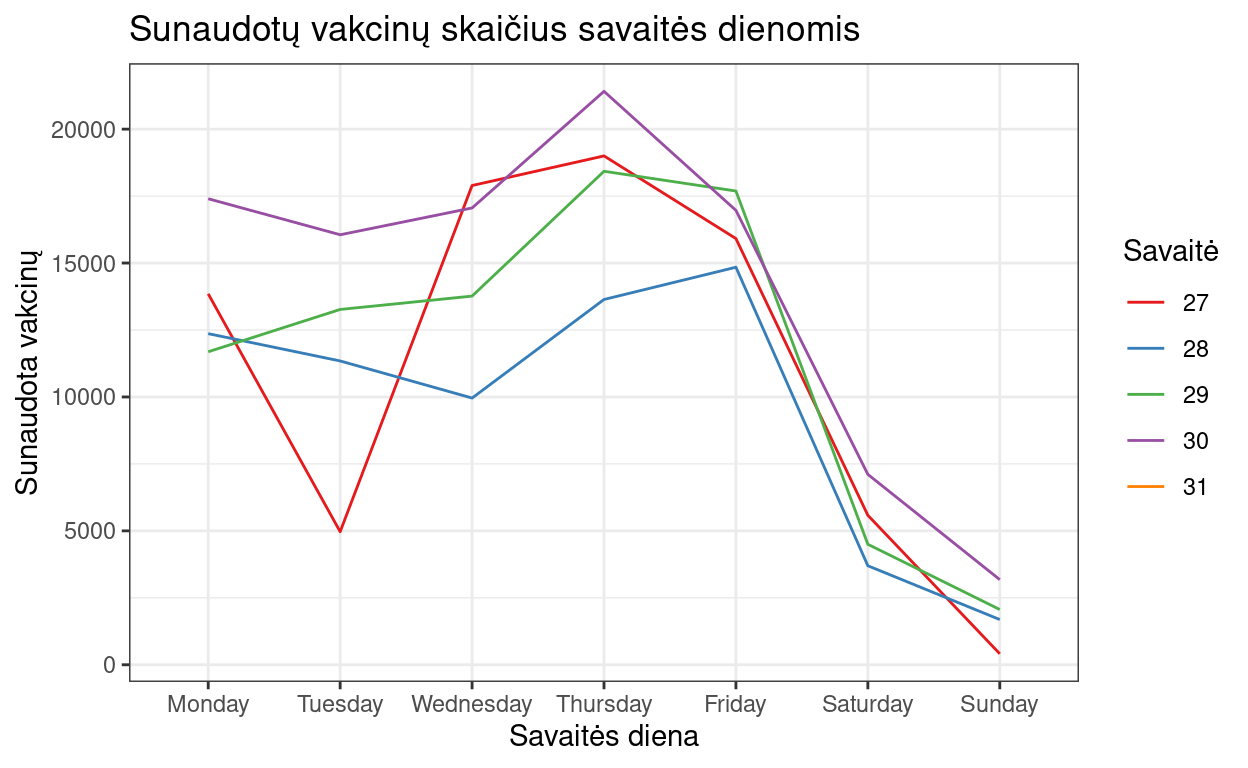 Sunaudotų vakcinų skaičius savaitės dienomis
Sunaudota vakcinų
20000
15000
10000
5000
0
Monday Tuesday Wednesday Thursday Friday Saturday Sunday
Savaitės diena
Savaitė
27
28
29
30
31